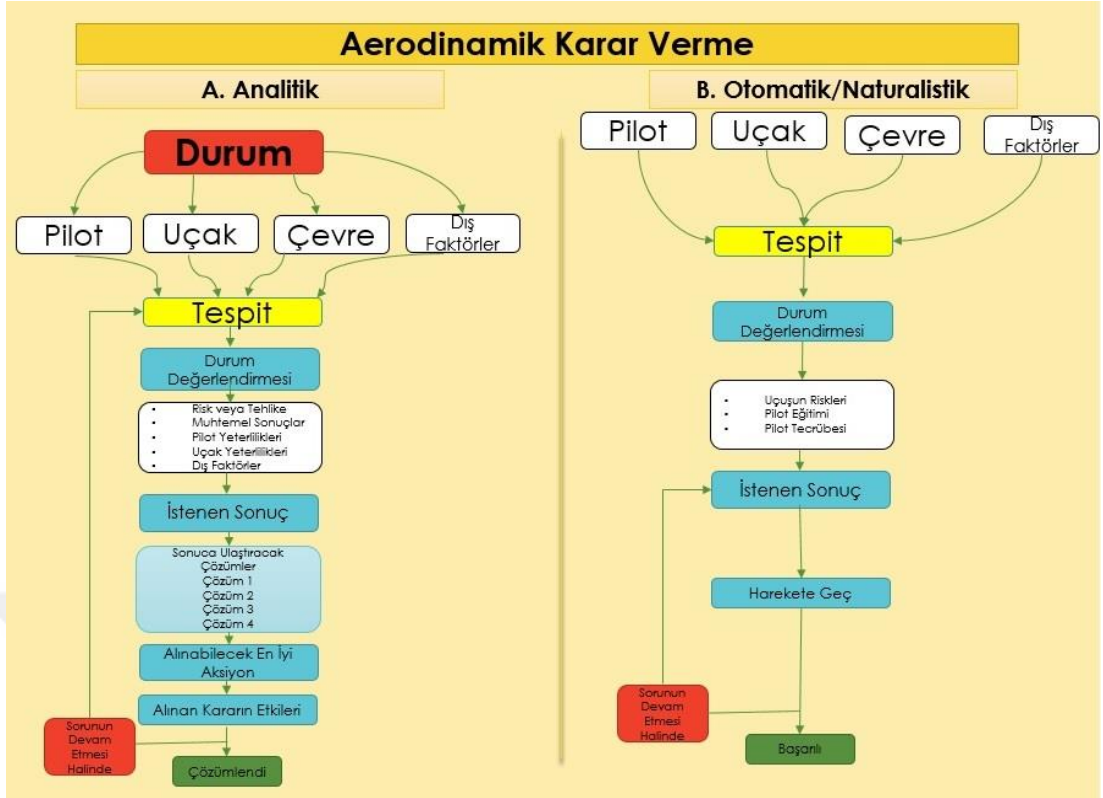 Aerodinamik Karar Verme
A. Analitik
Durum
Pilot
Uçak
Çevre
Dış
Faktörler
Tespit
Durum
Değerlendirmesi
• Risk veya Tehlike
• Muhtemel Sonuçlar
• Pilot Yeterlilikleri
• Uçak Yeterlilikleri
• Dış Faktörler
İstenen Sonuç
Sonuca Ulaştıracak
Çözümler
Çözüm 1
Çözüm 2
Çözüm 3
Çözüm 4
Alınabilecek En İyi
Aksiyon
Alınan Kararın Etkileri
Sorunun
Devam
Etmesi
Halinde
Çözümlendi
B. Otomatik/Naturalistik
Pilot
Uçak
Çevre
Dış
Faktörler
Tespit
Durum
Değerlendirmesi
• Uçuşun Riskleri
• Pilot Eğitimi
• Pilot Tecrübesi
İstenen Sonuç
Harekete Geç
Sorunun
Devam
Etmesi
Halinde
Başarılı